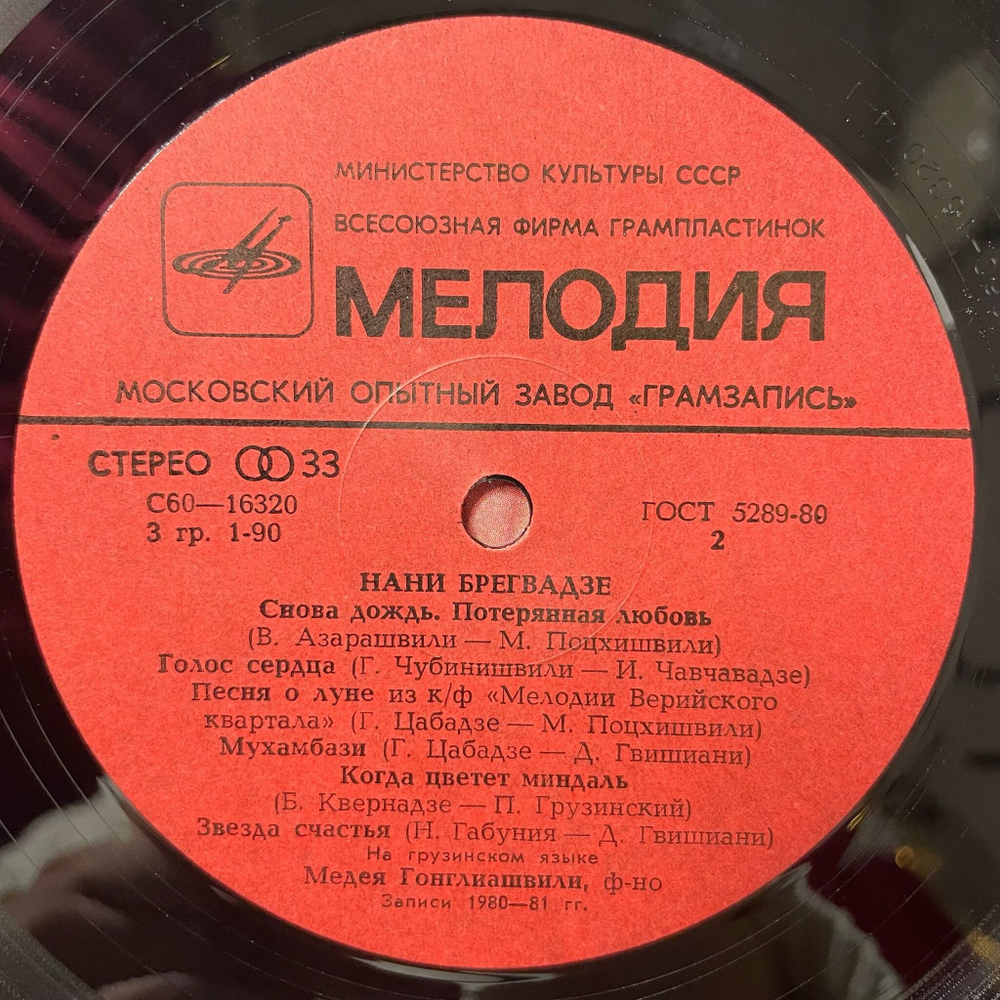 МИНИСТЕРСТВО КУЛЬТУРЫ СССР
ВСЕСОЮЗНАЯ ФИРМА ГРАМПЛАСТИНОК
МЕЛОДИЯ
МОСКОВСКИЙ ОПЫТНЫЙ ЗАВОД «ГРАМЗАПИСЬ»
СТЕРЕО 33
С60—16320
3 гр. 1-90
ГОСТ 5289-80
2
НАНИ БРЕГВАДЗЕ
Снова дождь. Потерянная любовь
(В. Азарашвили — М. Поцхишвили)
Голос сердца (Г. Чубинишвили — И. Чавчавадзе)
Песня о луне из к/ф «Мелодии Верийского
квартала» (Г. Цабадзе — М. Поцхишвили)
Мухамбази (Г. Цабадзе — Д. Гвишиани)
Когда цветет миндаль
(Б. Квернадзе — П. Грузинский)
Звезда счастья (Н. Габуния — Д. Гвишиани)
На грузинском языке
Медея Гонглиашвили, ф-но
Записи 1980—81 гг.